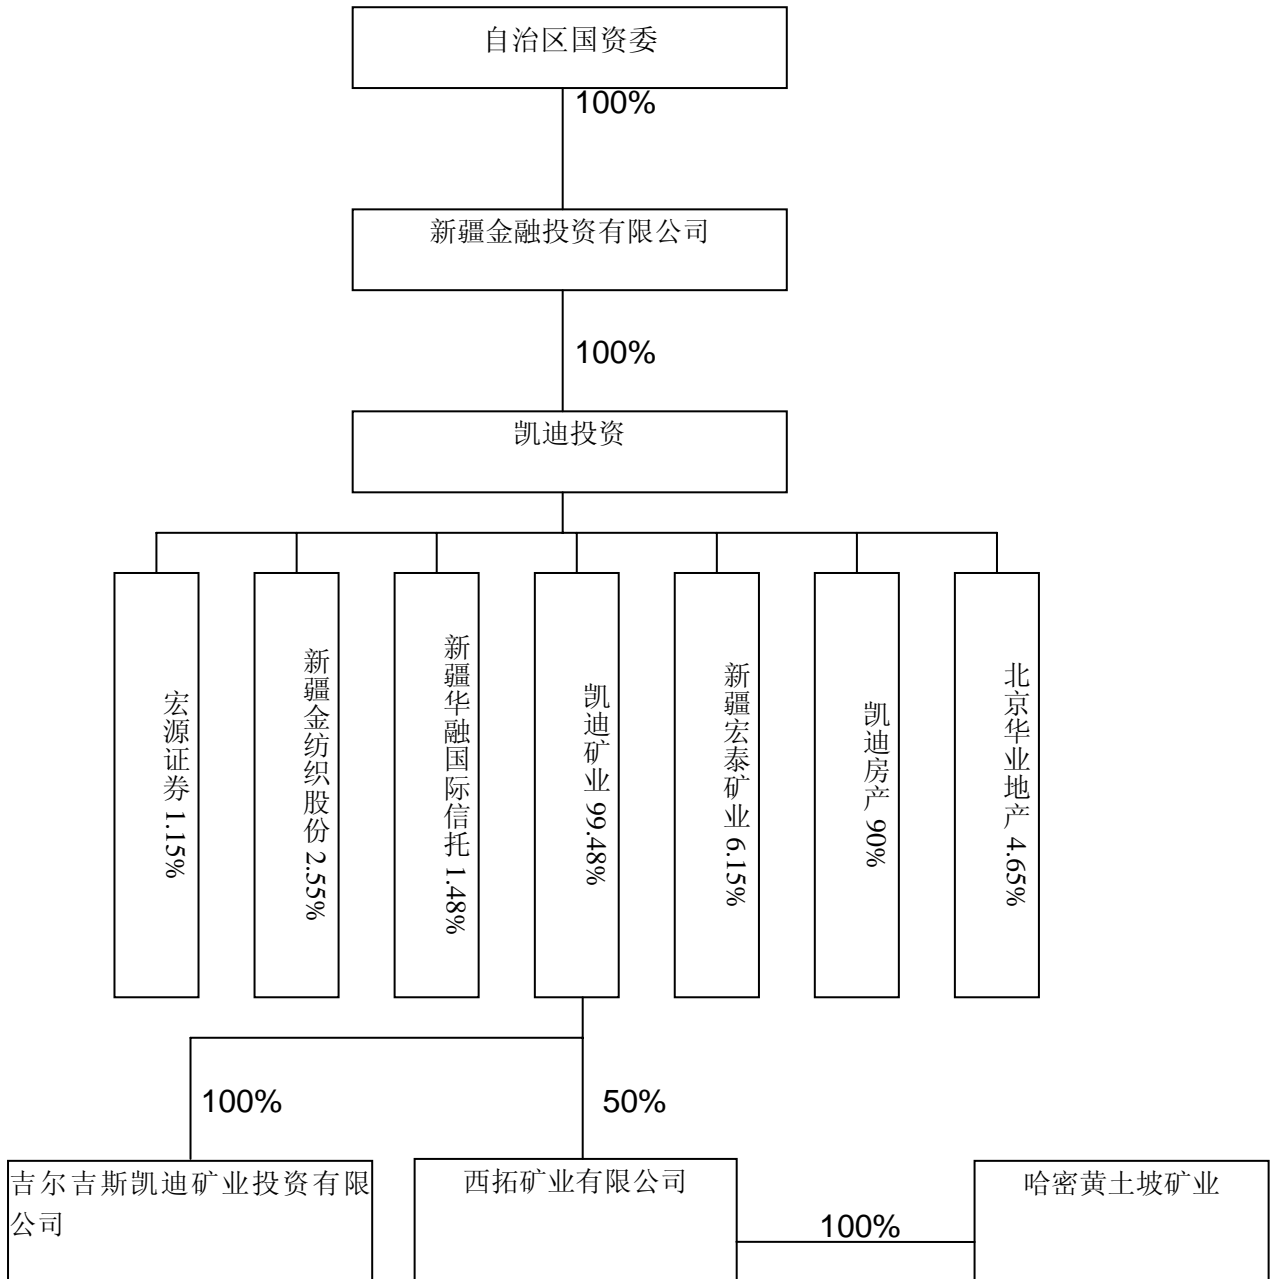 自治区国资委
100%
新疆金融投资有限公司
100%
凯迪投资
宏源证券 1.15%
新疆金纺织股份 2.55%
新疆华融国际信托 1.48%
凯迪矿业 99.48%
新疆宏泰矿业 6.15%
凯迪房产 90%
北京华业地产 4.65%
100%
50%
吉尔吉斯凯迪矿业投资有限
公司
西拓矿业有限公司
100%
哈密黄土坡矿业